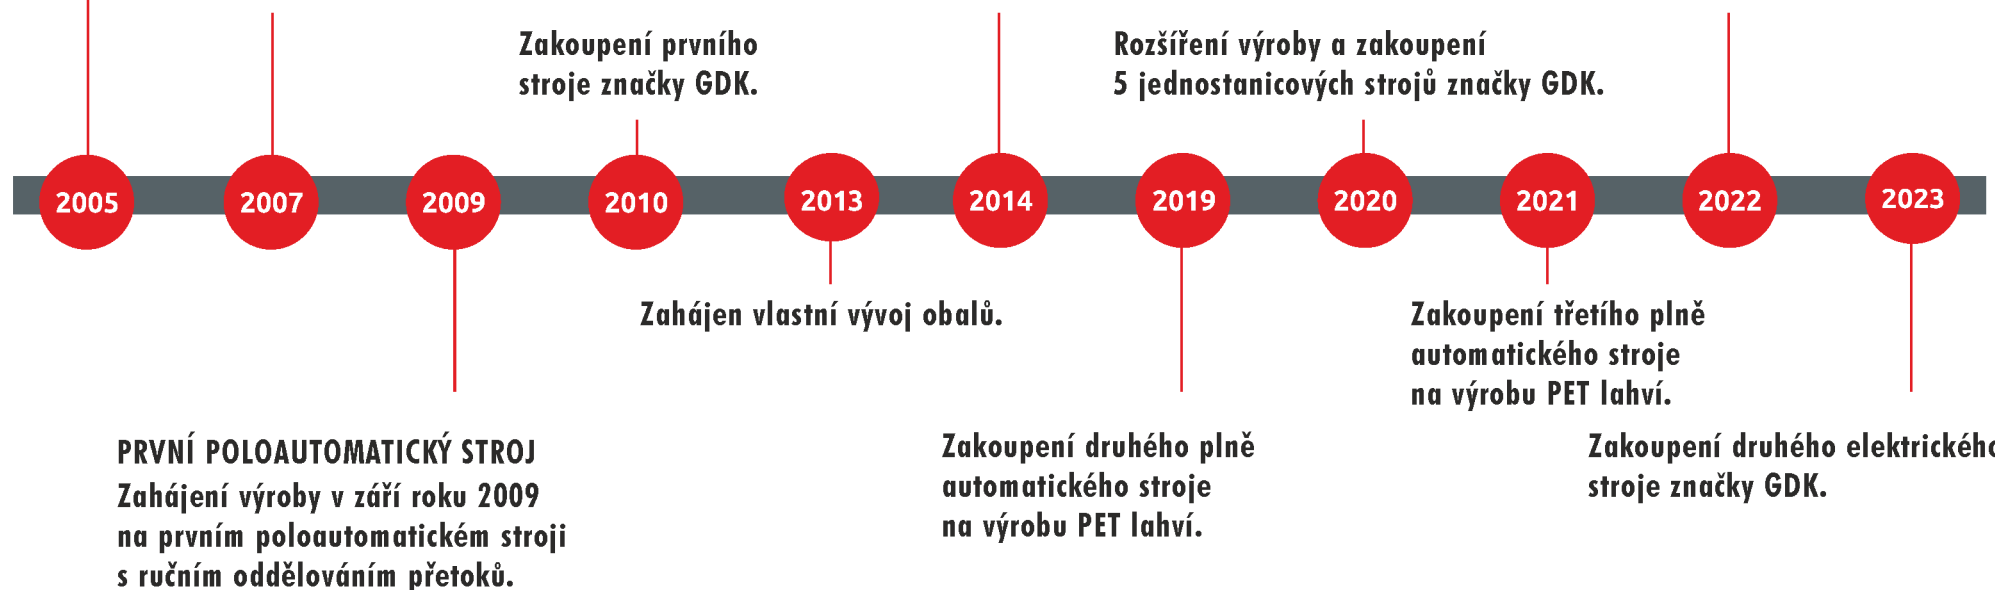 Zakoupení prvního
stroje značky GDK.
Rozšíření výroby a zakoupení
5 jednostanicových strojů značky GDK.
2005 2007 2009 2010 2013 2014 2019 2020 2021 2022 2023
Zahájen vlastní vývoj obalů.
Zakoupení třetího plně
automatického stroje
na výrobu PET lahví.
PRVNÍ POLOAUTOMATICKÝ STROJ
Zahájení výroby v září roku 2009
na prvním poloautomatickém stroji
s ručním oddělováním přetoků.
Zakoupení druhého plně
automatického stroje
na výrobu PET lahví.
Zakoupení druhého elektrického
stroje značky GDK.